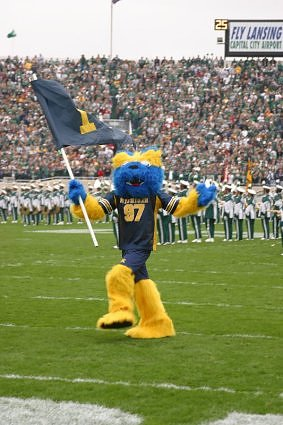 25
FLY LANSING
CAPITAL CITY AIRPORT
MICHIGAN
97